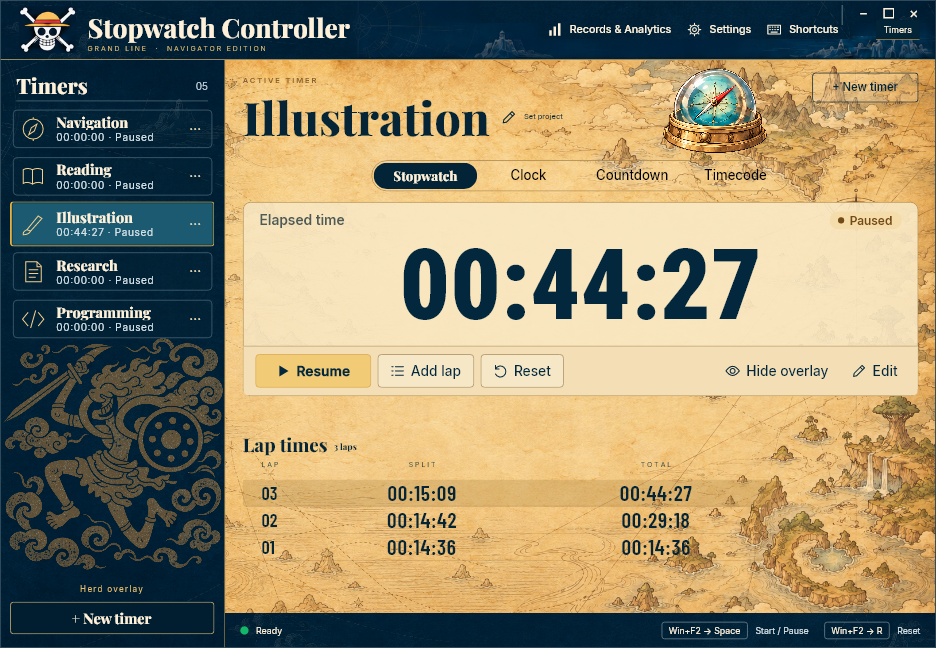 Stopwatch Controller
GRAND LINE · NAVIGATOR EDITION
Records & Analytics
Settings
Shortcuts
Timers
Timers
05
Navigation
00:00:00 · Paused
Reading
00:00:00 · Paused
Illustration
00:44:27 · Paused
Research
00:00:00 · Paused
Programming
00:00:00 · Paused
Herd overlay
+ New timer
ACTIVE TIMER
Illustration
Set project
+ New timer
Stopwatch
Clock
Countdown
Timecode
Elapsed time
Paused
00:44:27
Resume
Add lap
Reset
Hide overlay
Edit
Lap times 3 laps
LAP SPLIT TOTAL
03 00:15:09 00:44:27
02 00:14:42 00:29:18
01 00:14:36 00:14:36
Ready
Win+F2 → Space Start / Pause
Win+F2 → R Reset